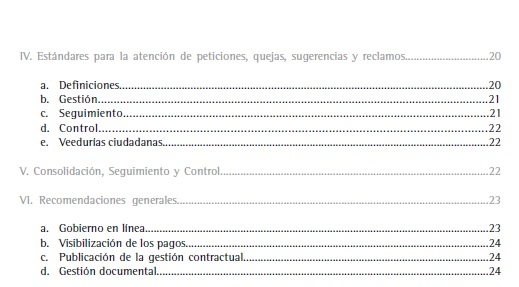 IV. Estándares para la atención de peticiones, quejas, sugerencias y reclamos.............................20
a. Definiciones...............................................................................................................................20
b. Gestión.......................................................................................................................................21
c. Seguimiento..............................................................................................................................21
d. Control.......................................................................................................................................22
e. Veedurías ciudadanas................................................................................................................22
V. Consolidación, Seguimiento y Control..............................................................................................22
VI. Recomendaciones generales.............................................................................................................23
a. Gobierno en línea......................................................................................................................23
b. Visibilización de los pagos.........................................................................................................24
c. Publicación de la gestión contractual.....................................................................................24
d. Gestión documental...................................................................................................................24